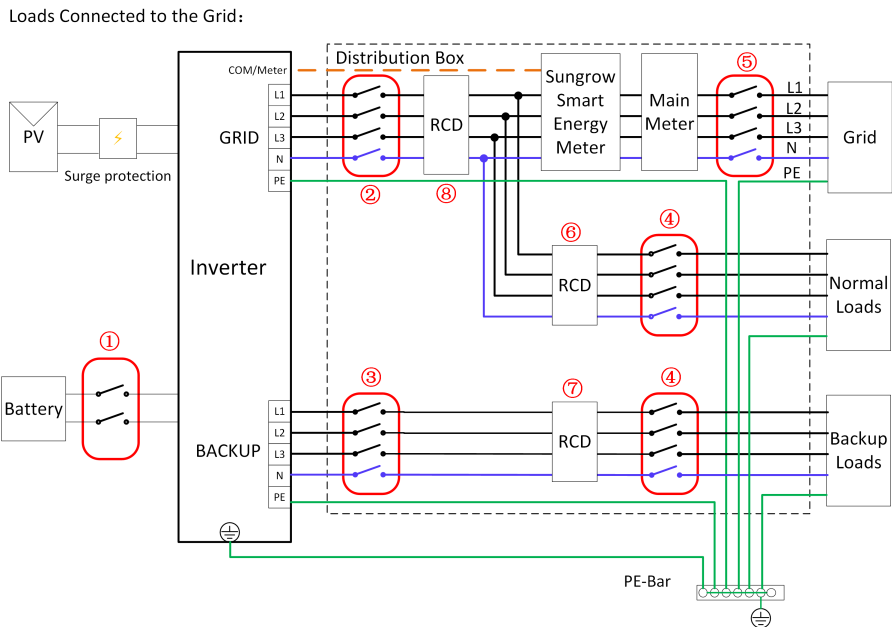 Loads Connected to the Grid:
Distribution Box
COM/Meter
L1
L2
L3
N
PE
GRID
PV
Surge protection
②
RCD
⑧
Sungrow
Smart
Energy
Meter
Main
Meter
⑤
L1
L2
L3
N
PE
Grid
Inverter
⑥
RCD
④
Normal
Loads
①
Battery
BACKUP
L1
L2
L3
N
PE
③
⑦
RCD
④
Backup
Loads
PE-Bar